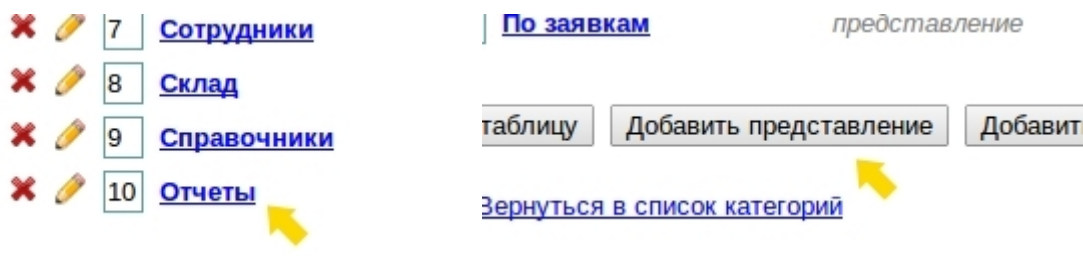 7 Сотрудники
8 Склад
9 Справочники
10 Отчеты
По заявкам представление
таблицу Добавить представление Добавит
Вернуться в список категорий